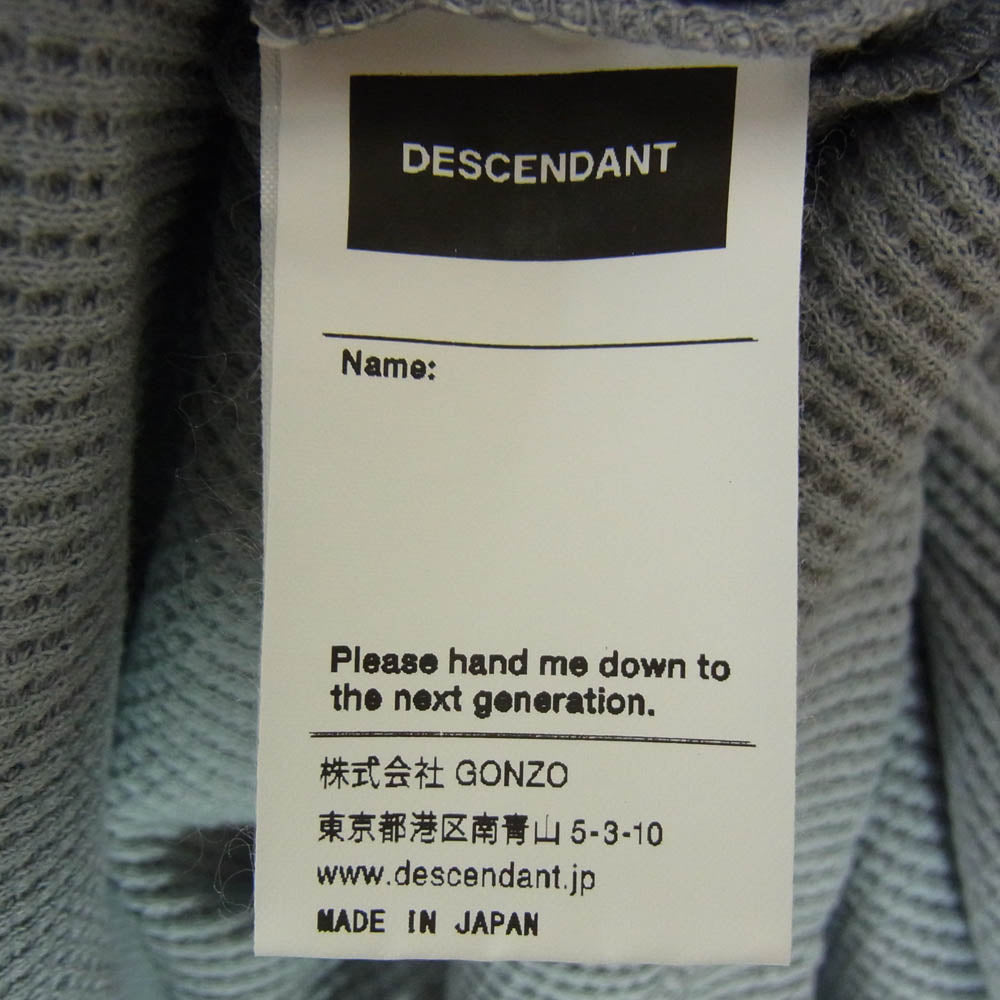 DESCENDANT
Name:
Please hand me down to
the next generation.
株式会社 GONZO
東京都港区南青山 5-3-10
www.descendant.jp
MADE IN JAPAN